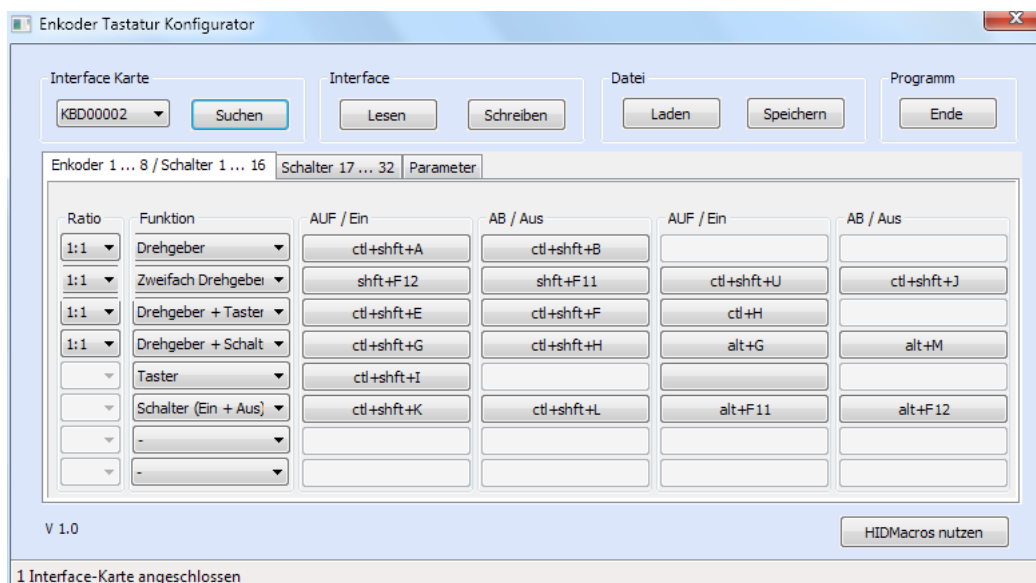 Enkoder Tastatur Konfigurator
x
Interface Karte Interface Datei Programm
KBD00002 Suchen Lesen Schreiben Laden Speichern Ende
Enkoder 1 ... 8 / Schalter 1 ... 16 Schalter 17 ... 32 Parameter
Ratio Funktion AUF / Ein AB / Aus AUF / Ein AB / Aus
1:1 Drehgeber ctl+shft+A ctl+shft+B
1:1 Zweifach Drehgeber shft+F12 shft+F11 ctl+shft+U ctl+shft+J
1:1 Drehgeber + Taster ctl+shft+E ctl+shft+F ctl+H
1:1 Drehgeber + Schalt ctl+shft+G ctl+shft+H alt+G alt+M
Taster ctl+shft+I
Schalter (Ein + Aus) ctl+shft+K ctl+shft+L alt+F11 alt+F12
-
-
V 1.0 HIDMacros nutzen
1 Interface-Karte angeschlossen